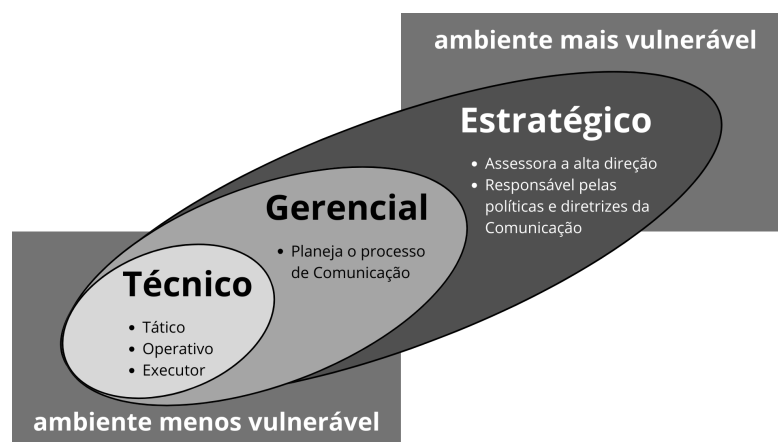 ambiente mais vulnerável
Estratégico
• Assessora a alta direção
• Responsável pelas
políticas e diretrizes da
Comunicação
Gerencial
• Planeja o processo
de Comunicação
Técnico
• Tático
• Operativo
• Executor
ambiente menos vulnerável